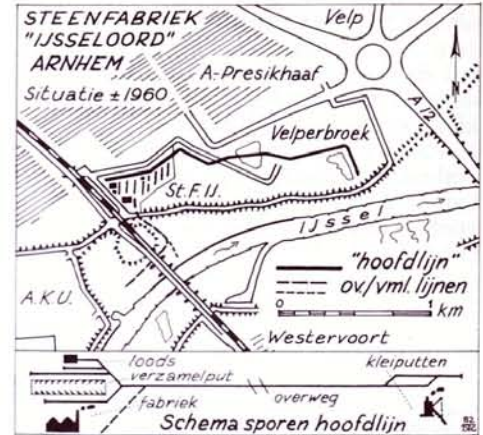 STEENFABRIEK
"IJSSELOORD"
ARNHEM
Situatie ± 1960
Velp
A-Presikhaaf
A12
N
Velperbroek
St.F.IJ.
IJssel
A.K.U.
"hoofdlijn"
ov./vml. lijnen
0 1
km
Westervoort
loods
verzamelput
fabriek
overweg
kleiputten
Schema sporen hoofdlijn